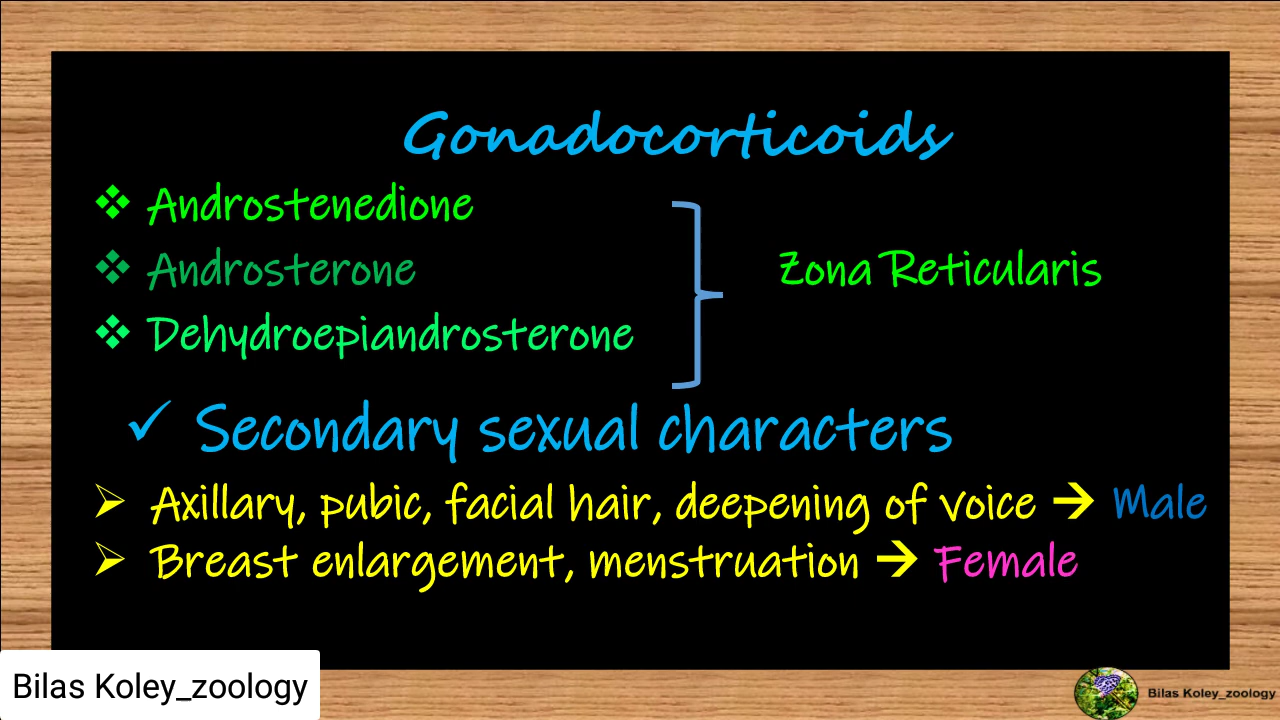 Gonadocorticoids
❖ Androstenedione
❖ Androsterone
Zona Reticularis
❖ Dehydroepiandrosterone
✓ Secondary sexual characters
➢ Axillary, pubic, facial hair, deepening of voice → Male
➢ Breast enlargement, menstruation → Female
Bilas Koley_zoology
Bilas Koley_zoology